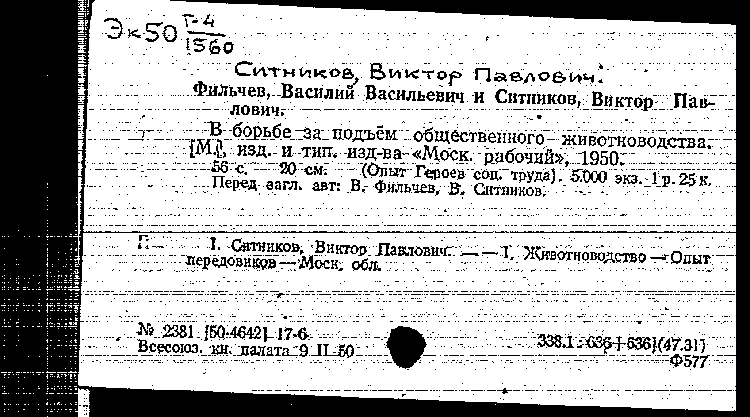 Эк50 Г-4
1560
Ситников, Виктор Павлович.
Фильчев, Василий Васильевич и Ситников, Виктор Пав-
лович.
В борьбе за подъём общественного животноводства.
[М.], изд. и тип. изд-ва «Моск. рабочий», 1950.
56 с. 20 см. (Опыт Героев соц. труда). 5.000 экз. 1 р. 25 к.
Перед загл. авт: В. Фильчев, В. Ситников.
I. Ситников, Виктор Павлович. — — 1. Животноводство — Опыт
передовиков — Моск. обл.
№ 2381 [50-4642] 17-6
Всесоюз. кн. палата 9 II 50
338.1 : 636 + 636](47.31)
Ф577